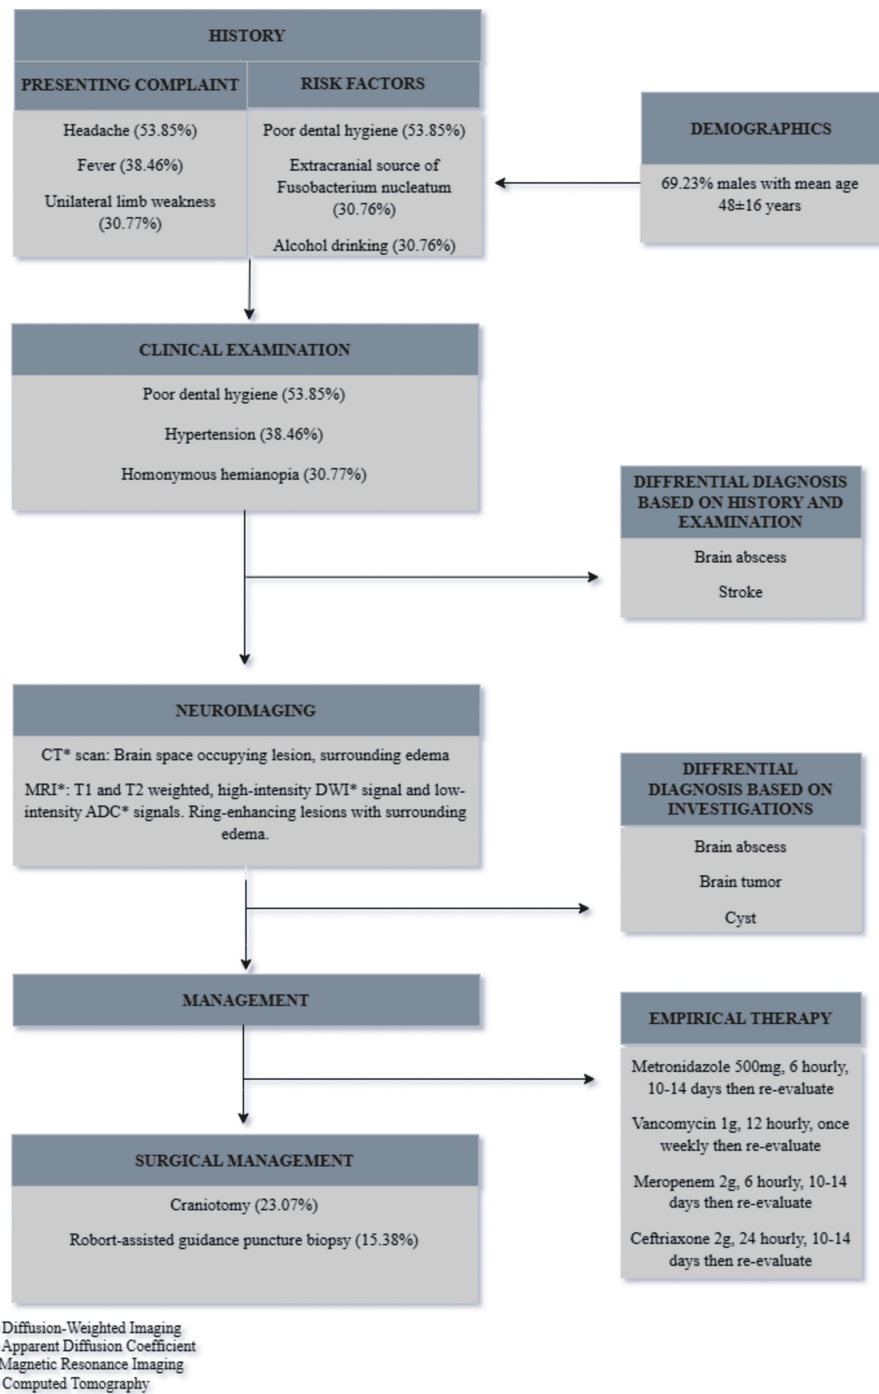 HISTORY
PRESENTING COMPLAINT
Headache (53.85%)
Fever (38.46%)
Unilateral limb weakness
(30.77%)
RISK FACTORS
Poor dental hygiene (53.85%)
Extracranial source of
Fusobacterium nucleatum
(30.76%)
Alcohol drinking (30.76%)
DEMOGRAPHICS
69.23% males with mean age
48±16 years
CLINICAL EXAMINATION
Poor dental hygiene (53.85%)
Hypertension (38.46%)
Homonymous hemianopia (30.77%)
DIFFRENTIAL DIAGNOSIS
BASED ON HISTORY AND
EXAMINATION
Brain abscess
Stroke
NEUROIMAGING
CT* scan: Brain space occupying lesion, surrounding edema
MRI*: T1 and T2 weighted, high-intensity DWI* signal and low-
intensity ADC* signals. Ring-enhancing lesions with surrounding
edema.
DIFFRENTIAL
DIAGNOSIS BASED ON
INVESTIGATIONS
Brain abscess
Brain tumor
Cyst
MANAGEMENT
EMPIRICAL THERAPY
Metronidazole 500mg, 6 hourly,
10-14 days then re-evaluate
Vancomycin 1g, 12 hourly, once
weekly then re-evaluate
Meropenem 2g, 6 hourly, 10-14
days then re-evaluate
Ceftriaxone 2g, 24 hourly, 10-14
days then re-evaluate
SURGICAL MANAGEMENT
Craniotomy (23.07%)
Robort-assisted guidance puncture biopsy (15.38%)
Diffusion-Weighted Imaging
Apparent Diffusion Coefficient
Magnetic Resonance Imaging
Computed Tomography